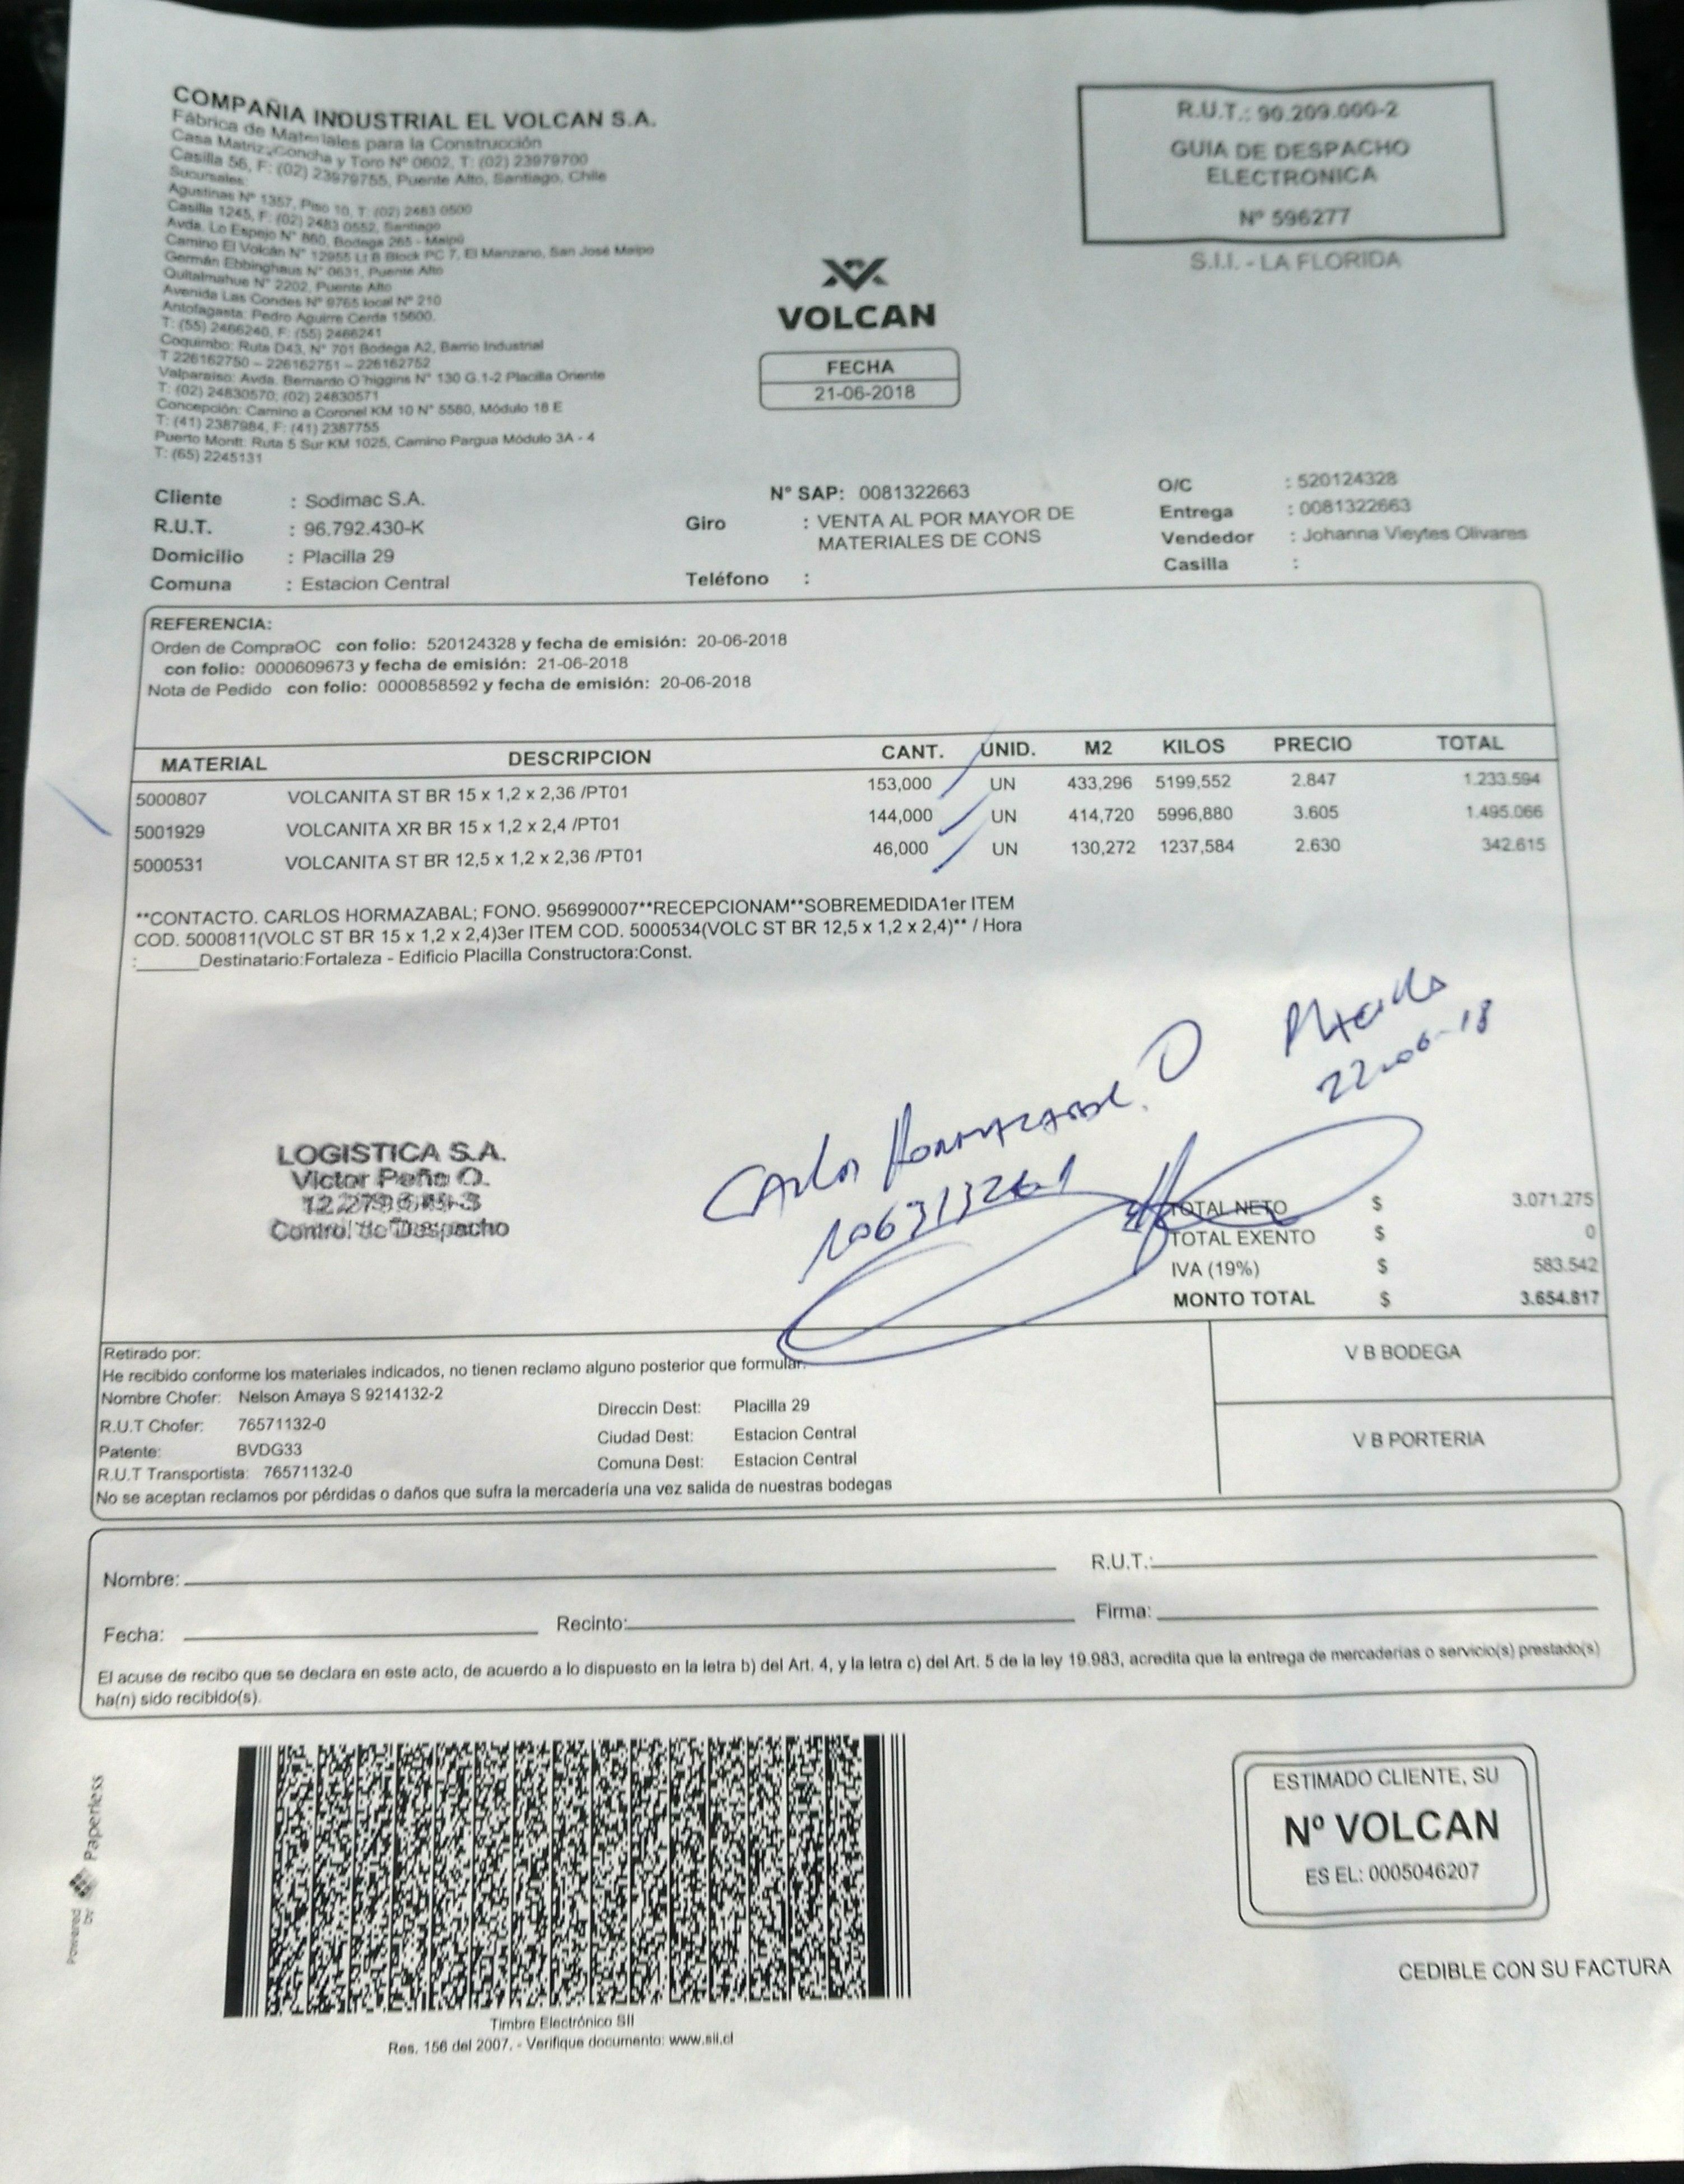 COMPAÑIA INDUSTRIAL EL VOLCAN S.A.
Fábrica de Materiales para la Construcción
Casa Matriz: Concha y Toro Nº 0602, T: (02) 23979700
Casilla 56, F: (02) 23979755, Puente Alto, Santiago, Chile
Sucursales:
Agustinas Nº 1357, Piso 10, T: (02) 2483 0500
Casilla 1245, F: (02) 2483 0552, Santiago
Avda. Lo Espejo N° 860, Bodega 265 - Maipú
Camino El Volcán N° 12955 Lt B Block PC 7, El Manzano, San José Maipo
Germán Ebbinghaus N° 0631, Puente Alto
Quitalmahue N° 2202, Puente Alto
Avenida Las Condes Nº 9765 local Nº 210
Antofagasta: Pedro Aguirre Cerda 15600.
T: (55) 2466240, F: (55) 2466241
Coquimbo: Ruta D43, N° 701 Bodega A2, Barrio Industrial
T 226162750 – 226162751 – 226162752
Valparaíso: Avda. Bernardo O'higgins N° 130 G.1-2 Placilla Oriente
T: (02) 24830570; (02) 24830571
Concepción: Camino a Coronel KM 10 N° 5580, Módulo 18 E
T: (41) 2387984, F: (41) 2387755
Puerto Montt: Ruta 5 Sur KM 1025, Camino Pargua Módulo 3A - 4
T: (65) 2245131
R.U.T.: 90.209.000-2
GUIA DE DESPACHO
ELECTRONICA
Nº 596277
S.I.I. - LA FLORIDA
VOLCAN
FECHA
21-06-2018
Cliente : Sodimac S.A.
R.U.T. : 96.792.430-K
Domicilio : Placilla 29
Comuna : Estacion Central
N° SAP: 0081322663
Giro : VENTA AL POR MAYOR DE
MATERIALES DE CONS
Teléfono :
O/C : 520124328
Entrega : 0081322663
Vendedor : Johanna Vieytes Olivares
Casilla :
REFERENCIA:
Orden de CompraOC con folio: 520124328 y fecha de emisión: 20-06-2018
con folio: 0000609673 y fecha de emisión: 21-06-2018
Nota de Pedido con folio: 0000858592 y fecha de emisión: 20-06-2018
MATERIAL DESCRIPCION CANT. UNID. M2 KILOS PRECIO TOTAL
5000807 VOLCANITA ST BR 15 x 1,2 x 2,36 /PT01 153,000 UN 433,296 5199,552 2.847 1.233.594
5001929 VOLCANITA XR BR 15 x 1,2 x 2,4 /PT01 144,000 UN 414,720 5996,880 3.605 1.495.066
5000531 VOLCANITA ST BR 12,5 x 1,2 x 2,36 /PT01 46,000 UN 130,272 1237,584 2.630 342.615
**CONTACTO. CARLOS HORMAZABAL; FONO. 956990007**RECEPCIONAM**SOBREMEDIDA1er ITEM
COD. 5000811(VOLC ST BR 15 x 1,2 x 2,4)3er ITEM COD. 5000534(VOLC ST BR 12,5 x 1,2 x 2,4)** / Hora
:______Destinatario:Fortaleza - Edificio Placilla Constructora:Const.
Placilla
22-06-18
Carlos Hormazabal. O
106313261
LOGISTICA S.A.
Victor Peña O.
Control de Despacho
TOTAL NETO $ 3.071.275
TOTAL EXENTO $ 0
IVA (19%) $ 583.542
MONTO TOTAL $ 3.654.817
Retirado por:
He recibido conforme los materiales indicados, no tienen reclamo alguno posterior que formular.
Nombre Chofer: Nelson Amaya S 9214132-2
R.U.T Chofer: 76571132-0
Patente: BVDG33
R.U.T Transportista: 76571132-0
Direccin Dest: Placilla 29
Ciudad Dest: Estacion Central
Comuna Dest: Estacion Central
No se aceptan reclamos por pérdidas o daños que sufra la mercadería una vez salida de nuestras bodegas
V B BODEGA
V B PORTERIA
Nombre: R.U.T.:
Fecha: Recinto: Firma:
El acuse de recibo que se declara en este acto, de acuerdo a lo dispuesto en la letra b) del Art. 4, y la letra c) del Art. 5 de la ley 19.983, acredita que la entrega de mercaderias o servicio(s) prestado(s)
ha(n) sido recibido(s).
Powered by Paperless
Timbre Electrónico SII
Res. 156 del 2007. - Verifique documento: www.sii.cl
ESTIMADO CLIENTE, SU
Nº VOLCAN
ES EL: 0005046207
CEDIBLE CON SU FACTURA